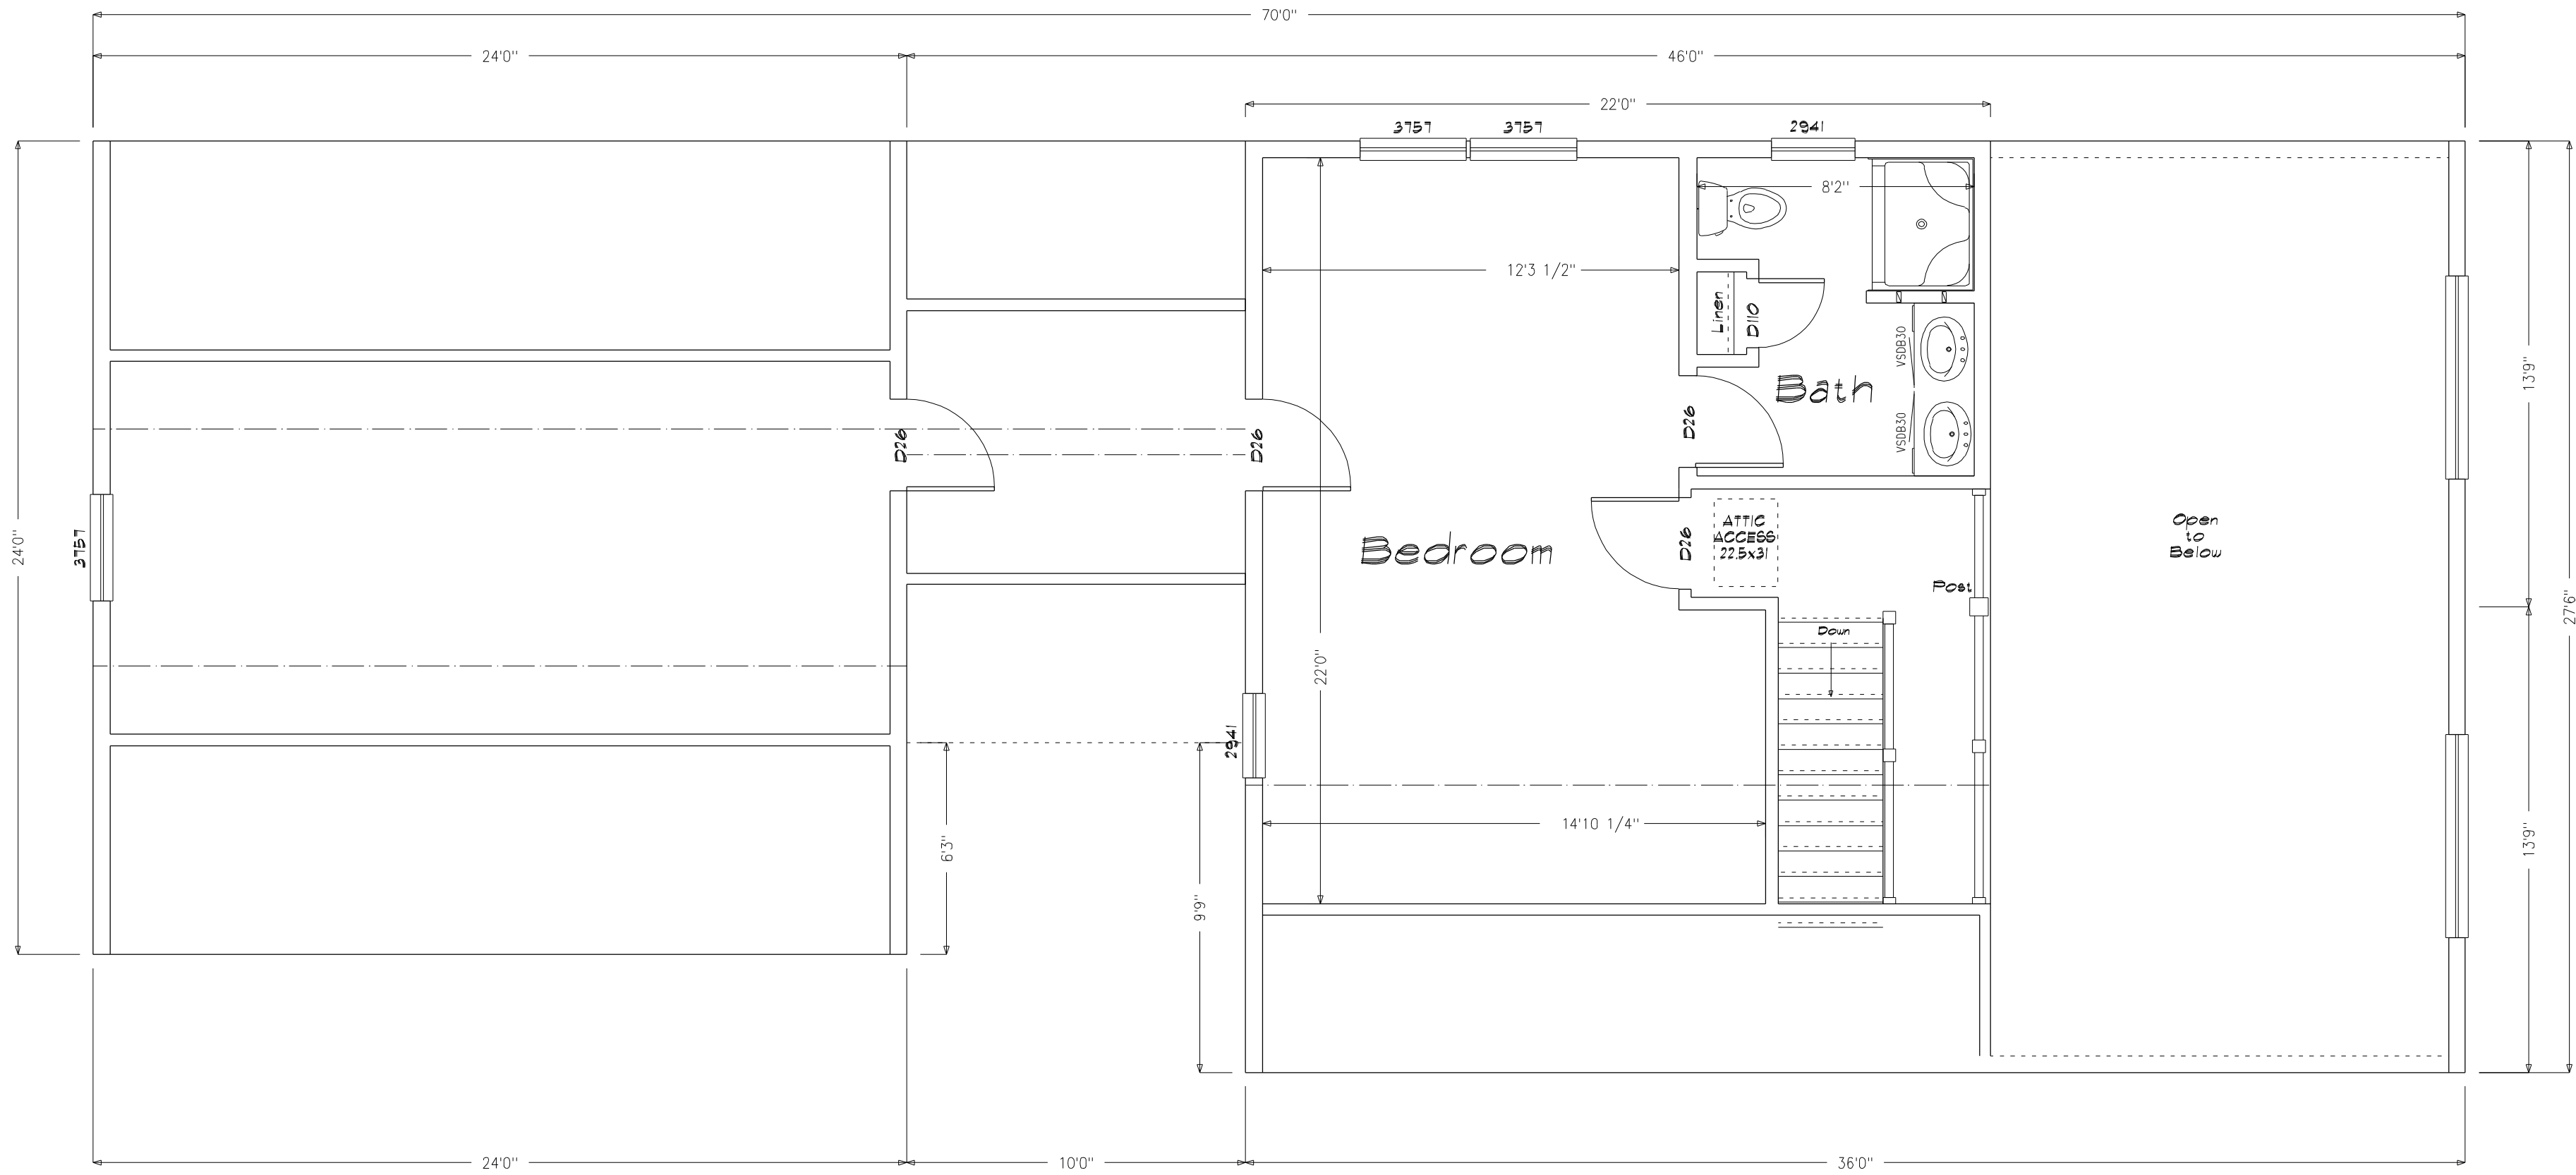 70'0"
24'0"
46'0"
22'0"
3757
3757
2941
8'2"
12'3 1/2"
Linen
D110
VSDB30
Bath
13'9"
D26
D26
D26
VSDB30
24'0"
3757
Bedroom
D26
ATTIC
ACCESS
22.5x31
Open
to
Below
Post
27'6"
Down
22'0"
2941
14'10 1/4"
6'3"
13'9"
9'9"
24'0"
10'0"
36'0"